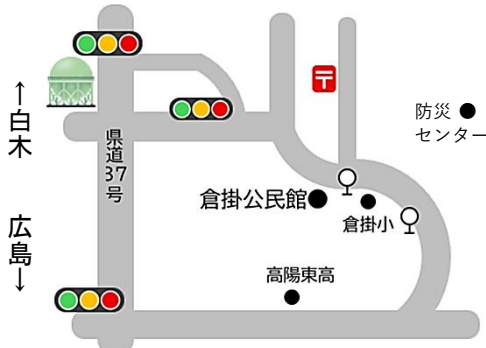 ↑白木
広島↓
県道37号
防災
センター
倉掛公民館
倉掛小
高陽東高
〒